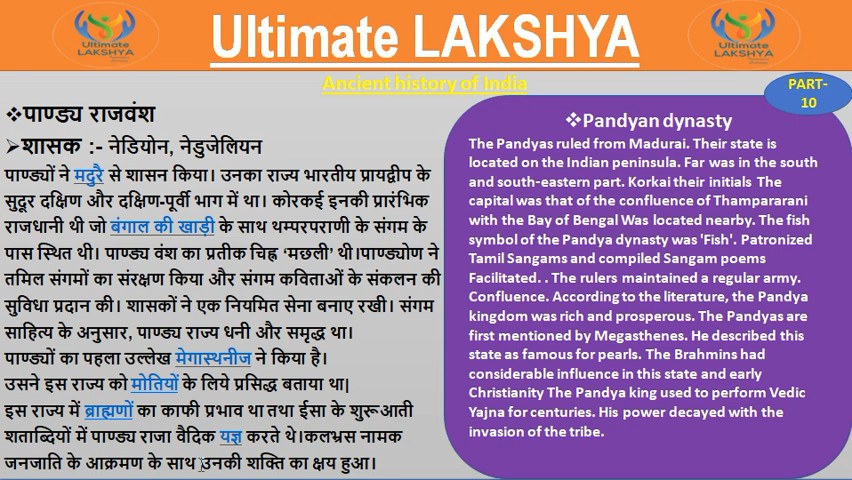 Ultimate LAKSHYA
Ultimate
LAKSHYA
Ultimate
LAKSHYA
Ancient history of India
PART-
10
❖पाण्ड्य राजवंश
➢शासक :- नेडियोन, नेडुजेलियन
पाण्ड्यों ने मदुरै से शासन किया। उनका राज्य भारतीय प्रायद्वीप के
सुदूर दक्षिण और दक्षिण-पूर्वी भाग में था। कोरकई इनकी प्रारंभिक
राजधानी थी जो बंगाल की खाड़ी के साथ थम्परपराणी के संगम के
पास स्थित थी। पाण्ड्य वंश का प्रतीक चिह्न ‘मछली’ थी।पाण्ड्योण ने
तमिल संगमों का संरक्षण किया और संगम कविताओं के संकलन की
सुविधा प्रदान की। शासकों ने एक नियमित सेना बनाए रखी। संगम
साहित्य के अनुसार, पाण्ड्य राज्य धनी और समृद्ध था।
पाण्ड्यों का पहला उल्लेख मेगास्थनीज ने किया है।
उसने इस राज्य को मोतियों के लिये प्रसिद्ध बताया था|
इस राज्य में ब्राह्मणों का काफी प्रभाव था तथा ईसा के शुरूआती
शताब्दियों में पाण्ड्य राजा वैदिक यज्ञ करते थे।कलभ्रस नामक
जनजाति के आक्रमण के साथ उनकी शक्ति का क्षय हुआ।
❖Pandyan dynasty
The Pandyas ruled from Madurai. Their state is
located on the Indian peninsula. Far was in the south
and south-eastern part. Korkai their initials The
capital was that of the confluence of Thamparani
with the Bay of Bengal Was located nearby. The fish
symbol of the Pandya dynasty was 'Fish'. Patronized
Tamil Sangams and compiled Sangam poems
Facilitated. . The rulers maintained a regular army.
Confluence. According to the literature, the Pandya
kingdom was rich and prosperous. The Pandyas are
first mentioned by Megasthenes. He described this
state as famous for pearls. The Brahmins had
considerable influence in this state and early
Christianity The Pandya king used to perform Vedic
Yajna for centuries. His power decayed with the
invasion of the tribe.